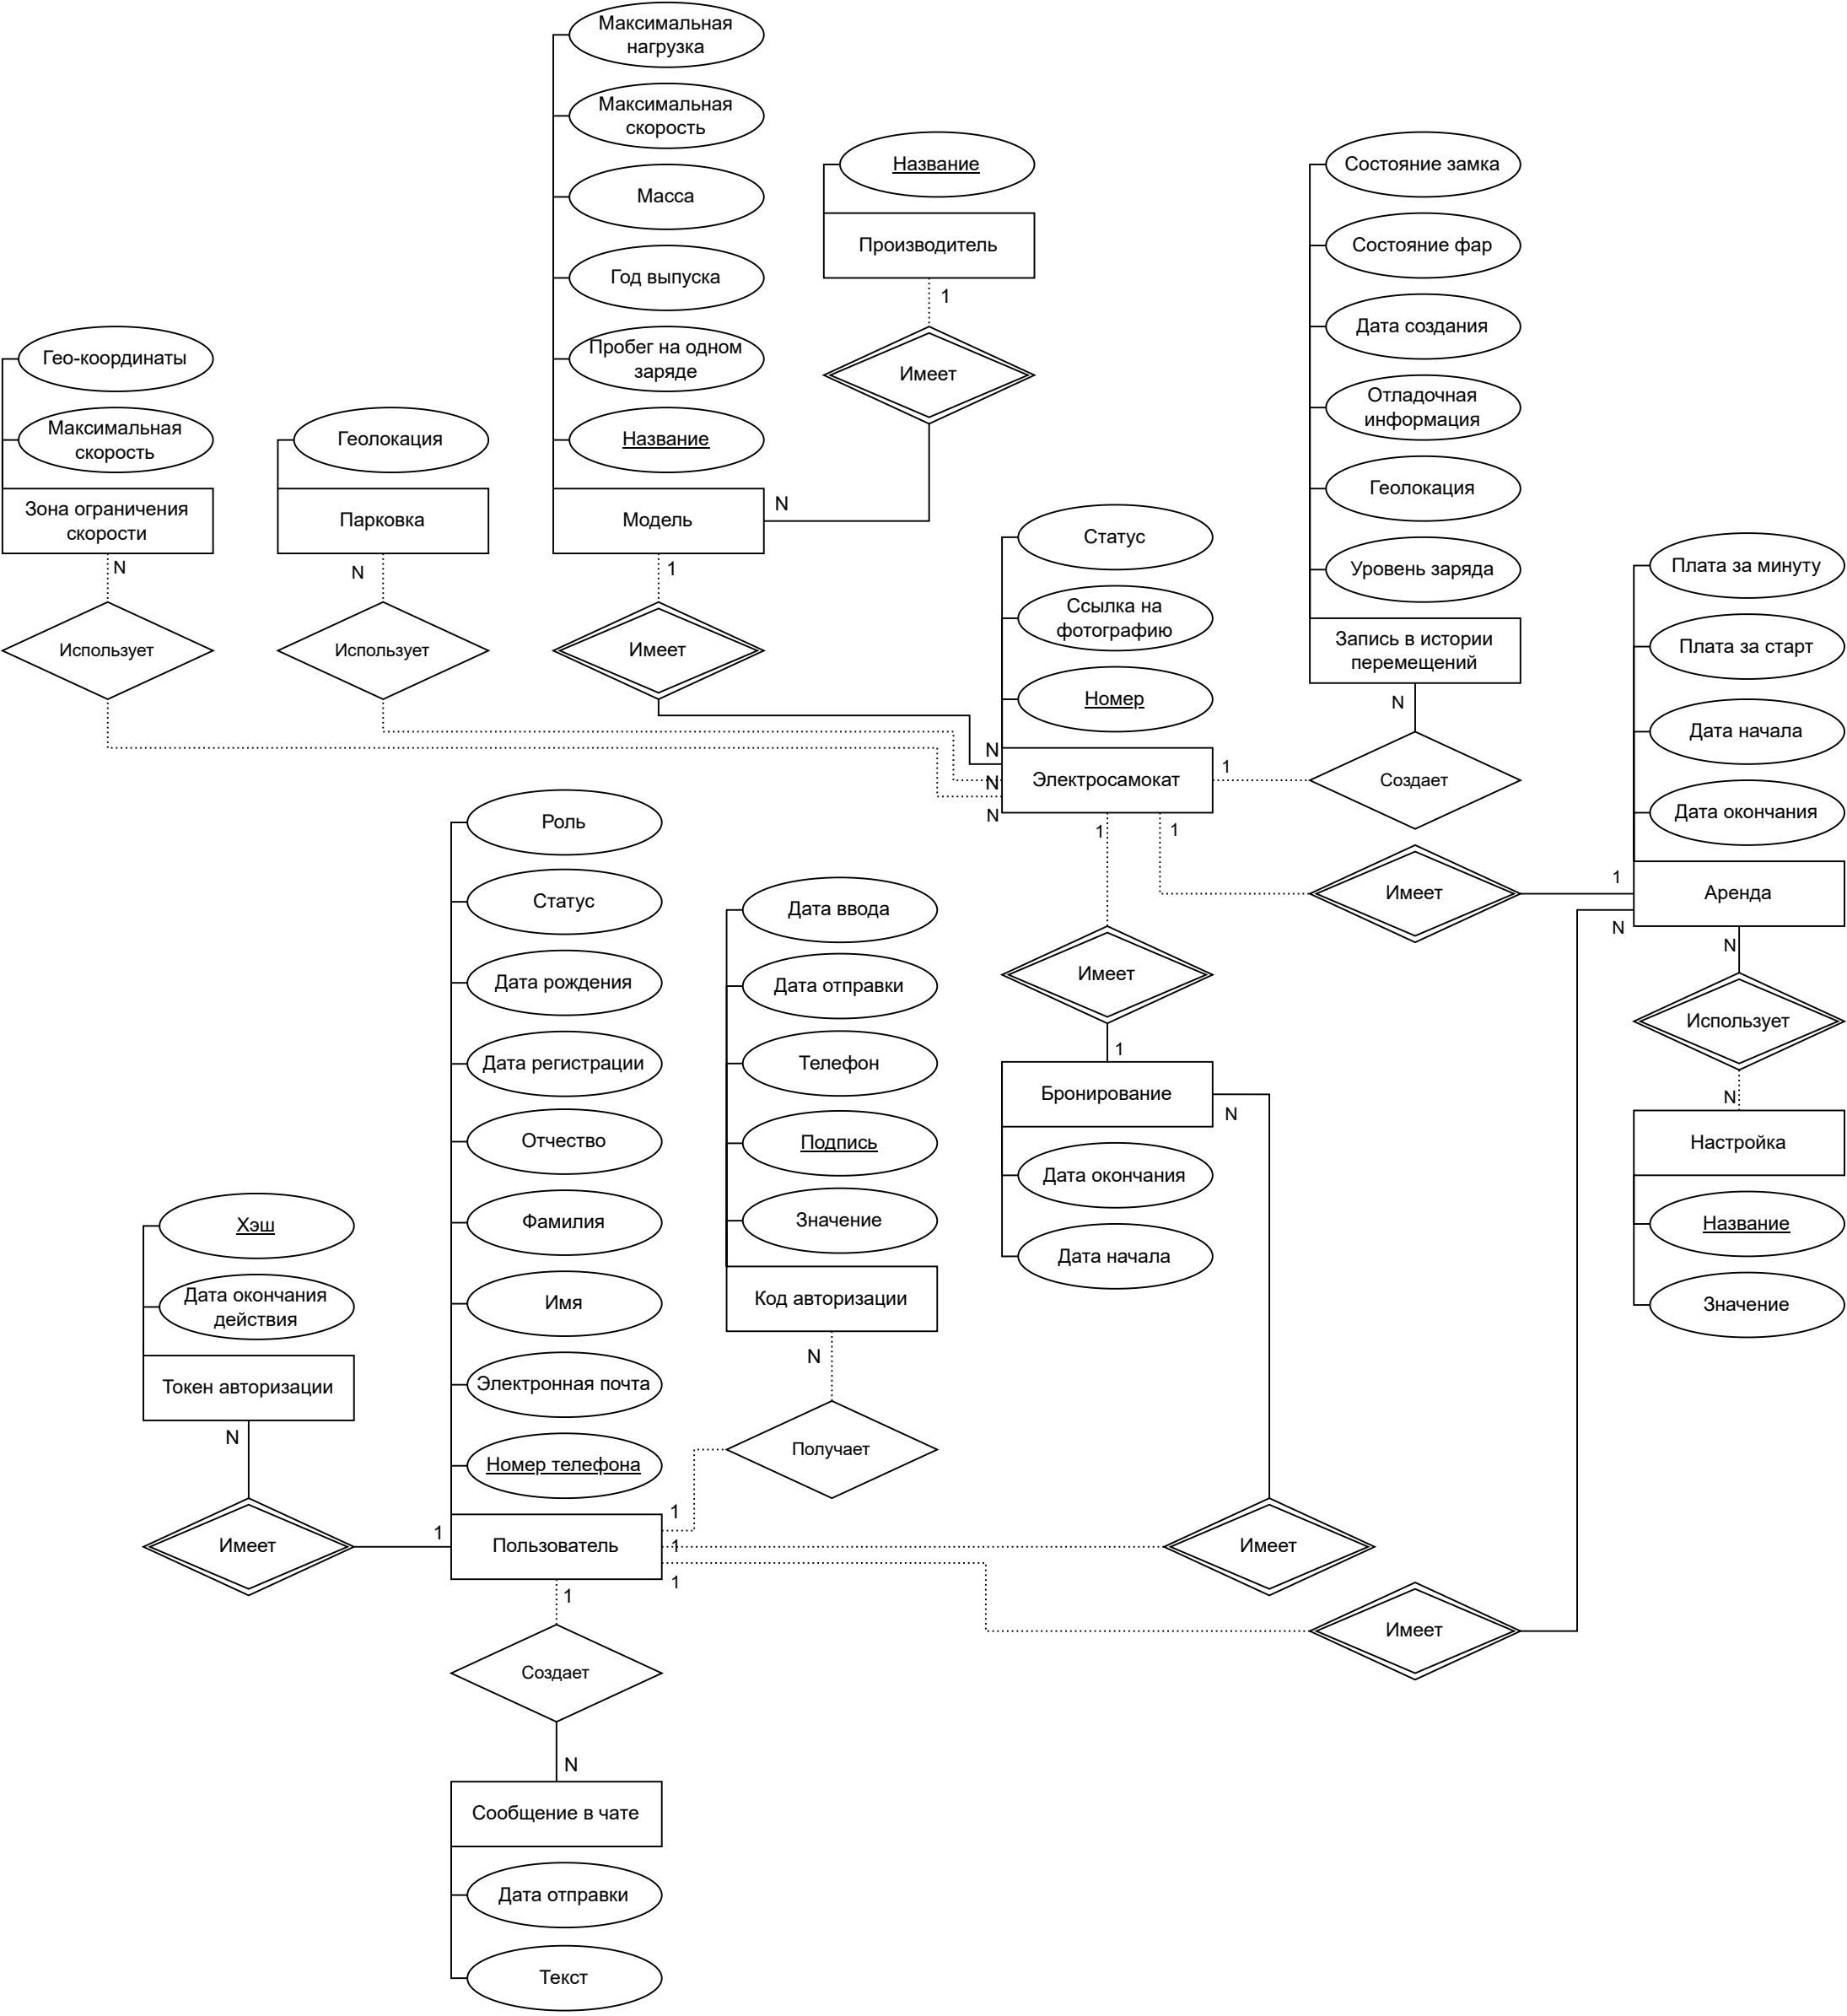 Максимальная
нагрузка
Максимальная
скорость
Масса
Год выпуска
Пробег на одном
заряде
Название
Модель
N
1
Имеет
Название
Производитель
1
Имеет
Гео-координаты
Максимальная
скорость
Зона ограничения
скорости
N
Использует
Геолокация
Парковка
N
Использует
Состояние замка
Состояние фар
Дата создания
Отладочная
информация
Геолокация
Уровень заряда
Запись в истории
перемещений
N
Создает
Статус
Ссылка на
фотографию
Номер
N
N
N
Электросамокат
1
1
1
Плата за минуту
Плата за старт
Дата начала
Дата окончания
Аренда
1
N
N
Имеет
Использует
N
Настройка
Название
Значение
Имеет
1
Бронирование
N
Дата окончания
Дата начала
Роль
Статус
Дата рождения
Дата регистрации
Отчество
Фамилия
Имя
Электронная почта
Номер телефона
Пользователь
1
1
1
1
1
Дата ввода
Дата отправки
Телефон
Подпись
Значение
Код авторизации
N
Получает
Хэш
Дата окончания
действия
Токен авторизации
N
Имеет
Имеет
Имеет
Создает
N
Сообщение в чате
Дата отправки
Текст